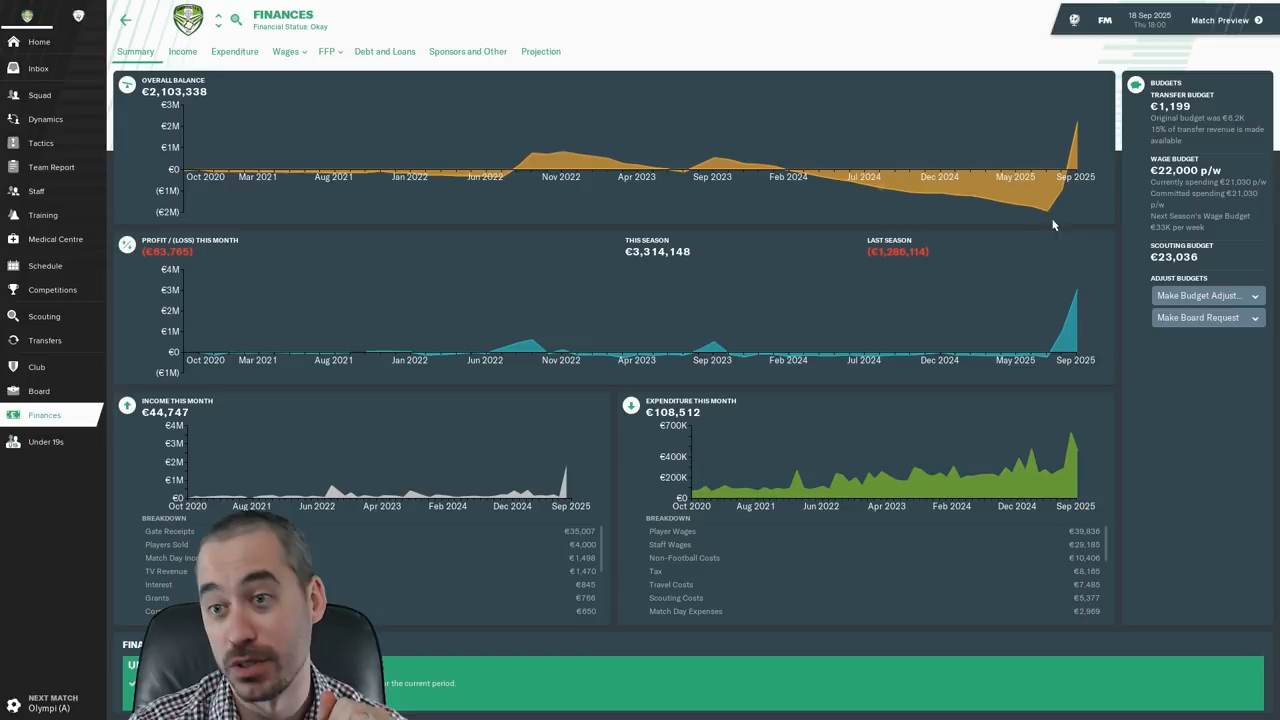 FINANCES
Financial Status: Okay
18 Sep 2025
Thu 18:00
FM
Match Preview
Home
Inbox
Squad
Dynamics
Tactics
Team Report
Staff
Training
Medical Centre
Schedule
Competitions
Scouting
Transfers
Club
Board
Finances
Under 19s
NEXT MATCH
Olympi (A)
Summary
Income
Expenditure
Wages
FFP
Debt and Loans
Sponsors and Other
Projection
OVERALL BALANCE
€2,103,338
€3M
€2M
€1M
€0
(€1M)
(€2M)
Oct 2020 Mar 2021 Aug 2021 Jan 2022 Jun 2022 Nov 2022 Apr 2023 Sep 2023 Feb 2024 Jul 2024 Dec 2024 May 2025 Sep 2025
PROFIT / (LOSS) THIS MONTH
(€63,765)
THIS SEASON
€3,314,148
LAST SEASON
(€1,286,114)
€4M
€3M
€2M
€1M
€0
(€1M)
Oct 2020 Mar 2021 Aug 2021 Jan 2022 Jun 2022 Nov 2022 Apr 2023 Sep 2023 Feb 2024 Jul 2024 Dec 2024 May 2025 Sep 2025
INCOME THIS MONTH
€44,747
€4M
€3M
€2M
€1M
€0
Oct 2020 Aug 2021 Jun 2022 Apr 2023 Feb 2024 Dec 2024 Sep 2025
BREAKDOWN
Gate Receipts €35,007
Players Sold €4,000
Match Day €1,498
TV Revenue €1,470
Interest €845
Grants €766
€650
EXPENDITURE THIS MONTH
€108,512
€700K
€400K
€200K
€0
Oct 2020 Aug 2021 Jun 2022 Apr 2023 Feb 2024 Dec 2024 Sep 2025
BREAKDOWN
Player Wages €39,836
Staff Wages €29,185
Non-Football Costs €10,406
Tax €8,165
Travel Costs €7,485
Scouting Costs €5,377
Match Day Expenses €2,969
BUDGETS
TRANSFER BUDGET
€1,199
Original budget was €6.2K
15% of transfer revenue is made
available
WAGE BUDGET
€22,000 p/w
Currently spending €21,030 p/w
Committed spending €21,030
p/w
Next Season's Wage Budget
€33K per week
SCOUTING BUDGET
€23,036
ADJUST BUDGETS
Make Budget Adjust...
Make Board Request
for the current period.